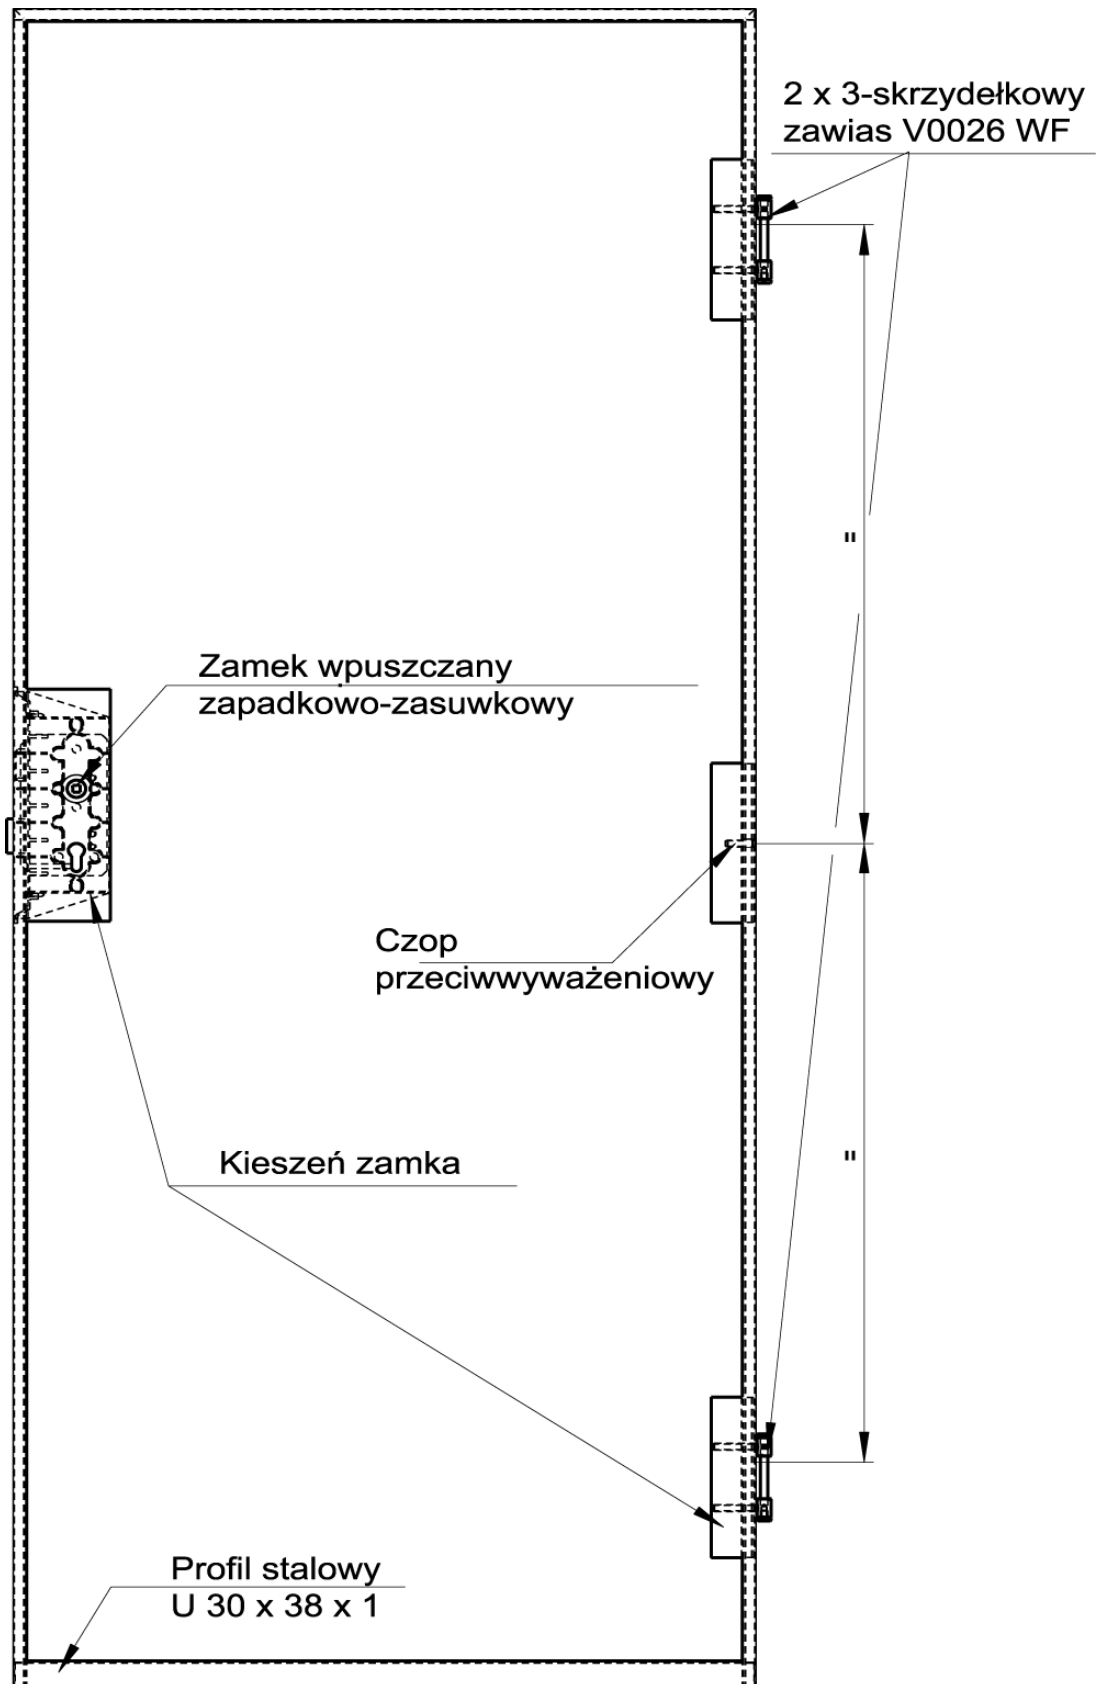 2 x 3-skrzydełkowy
zawias V0026 WF
"
Zamek wpuszczany
zapadkowo-zasuwkowy
Czop
przeciwwyważeniowy
"
Kieszeń zamka
Profil stalowy
U 30 x 38 x 1